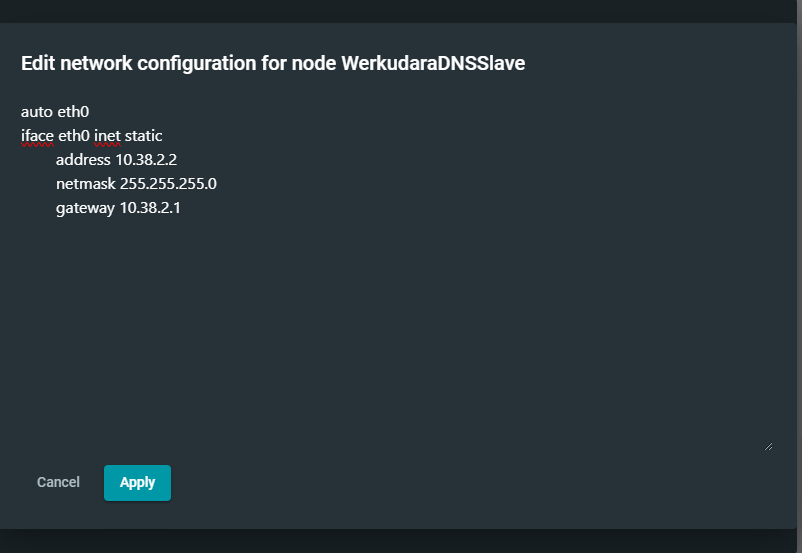 Edit network configuration for node WerkudaraDNSSlave
auto eth0
iface eth0 inet static
address 10.38.2.2
netmask 255.255.255.0
gateway 10.38.2.1
Cancel
Apply